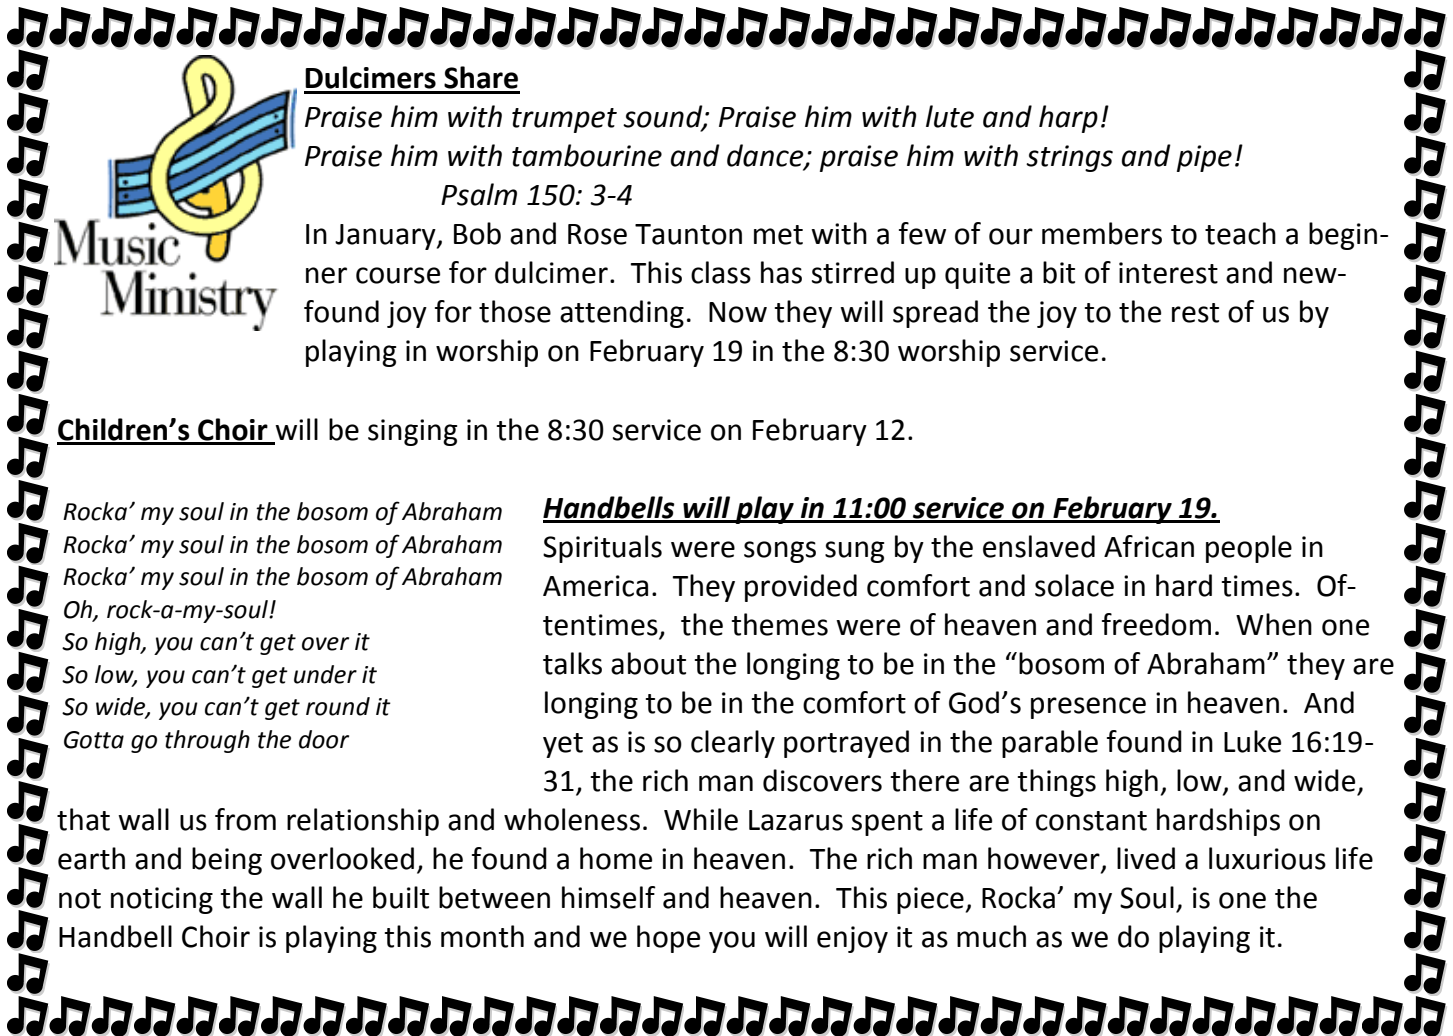 Music
Ministry
Dulcimers Share
Praise him with trumpet sound; Praise him with lute and harp!
Praise him with tambourine and dance; praise him with strings and pipe!
Psalm 150: 3-4
In January, Bob and Rose Taunton met with a few of our members to teach a begin-
ner course for dulcimer.  This class has stirred up quite a bit of interest and new-
found joy for those attending.  Now they will spread the joy to the rest of us by
playing in worship on February 19 in the 8:30 worship service.
Children’s Choir will be singing in the 8:30 service on February 12.
Rocka’ my soul in the bosom of Abraham
Rocka’ my soul in the bosom of Abraham
Rocka’ my soul in the bosom of Abraham
Oh, rock-a-my-soul!
So high, you can’t get over it
So low, you can’t get under it
So wide, you can’t get round it
Gotta go through the door
Handbells will play in 11:00 service on February 19.
Spirituals were songs sung by the enslaved African people in
America.  They provided comfort and solace in hard times.  Of-
tentimes,  the themes were of heaven and freedom.  When one
talks about the longing to be in the “bosom of Abraham” they are
longing to be in the comfort of God’s presence in heaven.  And
yet as is so clearly portrayed in the parable found in Luke 16:19-
31, the rich man discovers there are things high, low, and wide,
that wall us from relationship and wholeness.  While Lazarus spent a life of constant hardships on
earth and being overlooked, he found a home in heaven.  The rich man however, lived a luxurious life
not noticing the wall he built between himself and heaven.  This piece, Rocka’ my Soul, is one the
Handbell Choir is playing this month and we hope you will enjoy it as much as we do playing it.